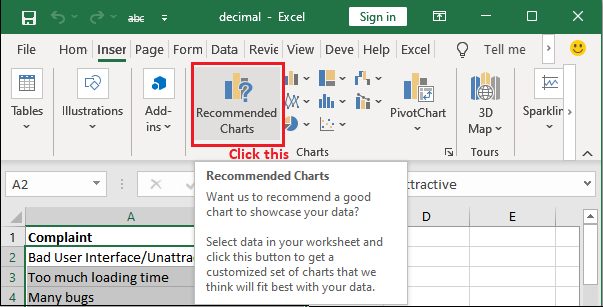 abc decimal - Excel Sign in
File Hom Inser Page Form Data Revie View Deve Help Excel Tell me
Tables Illustrations Add-ins Recommended Charts PivotChart 3D Map Sparkline
Charts Tours
Click this
A2 ttractive
Recommended Charts
Want us to recommend a good
chart to showcase your data?
Select data in your worksheet and
click this button to get a
customized set of charts that we
think will fit best with your data.
A D E
1 Complaint
2 Bad User Interface/Unattrac
3 Too much loading time
4 Many bugs